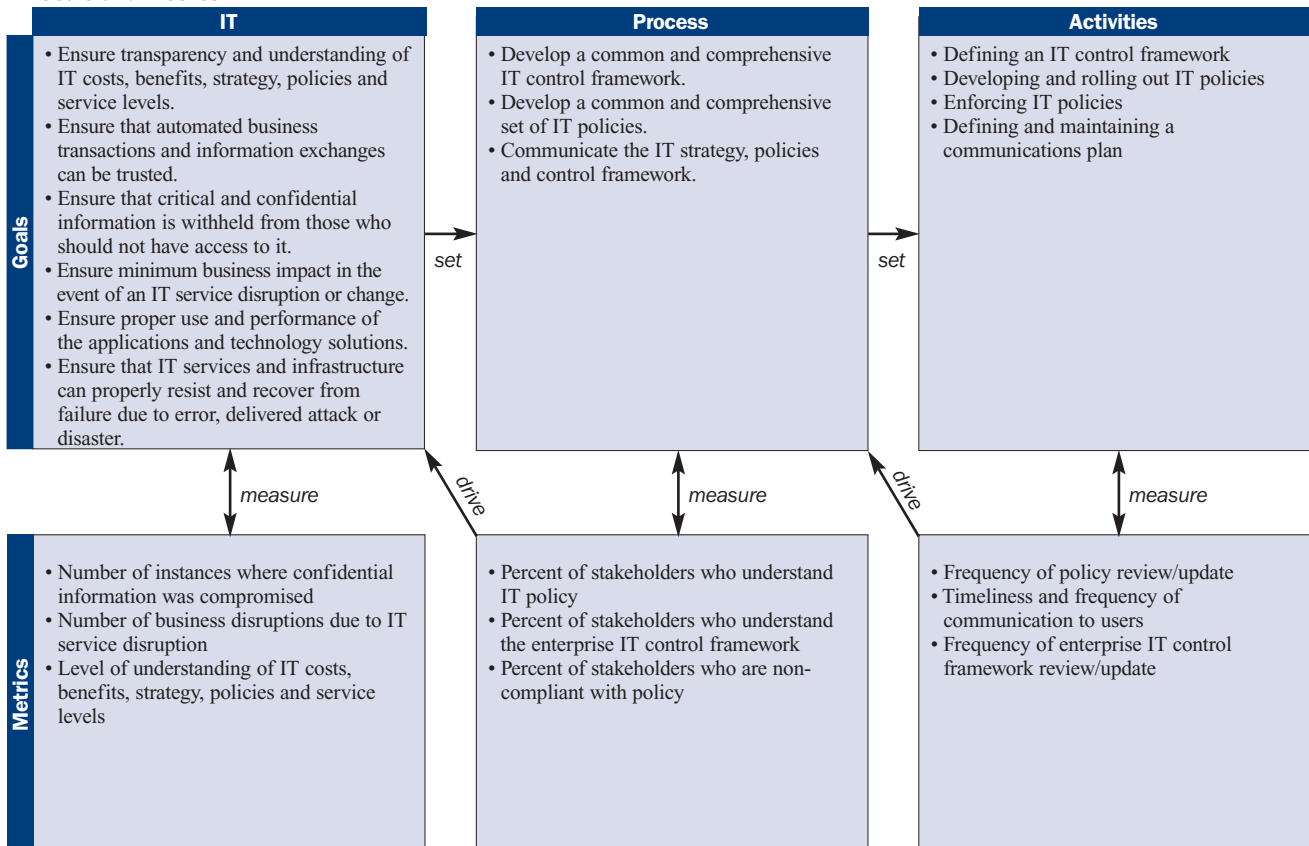 IT
Process
Activities
Goals
• Ensure transparency and understanding of
IT costs, benefits, strategy, policies and
service levels.
• Ensure that automated business
transactions and information exchanges
can be trusted.
• Ensure that critical and confidential
information is withheld from those who
should not have access to it.
• Ensure minimum business impact in the
event of an IT service disruption or change.
• Ensure proper use and performance of
the applications and technology solutions.
• Ensure that IT services and infrastructure
can properly resist and recover from
failure due to error, delivered attack or
disaster.
set
• Develop a common and comprehensive
IT control framework.
• Develop a common and comprehensive
set of IT policies.
• Communicate the IT strategy, policies
and control framework.
set
• Defining an IT control framework
• Developing and rolling out IT policies
• Enforcing IT policies
• Defining and maintaining a
communications plan
measure
drive
measure
drive
measure
Metrics
• Number of instances where confidential
information was compromised
• Number of business disruptions due to IT
service disruption
• Level of understanding of IT costs,
benefits, strategy, policies and service
levels
• Percent of stakeholders who understand
IT policy
• Percent of stakeholders who understand
the enterprise IT control framework
• Percent of stakeholders who are non-
compliant with policy
• Frequency of policy review/update
• Timeliness and frequency of
communication to users
• Frequency of enterprise IT control
framework review/update